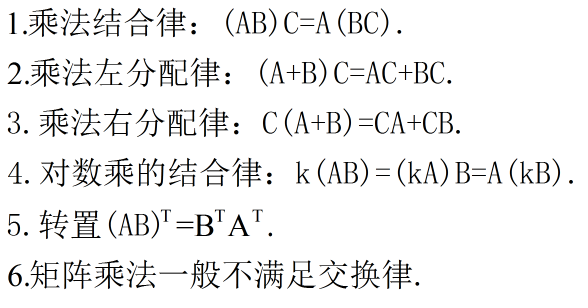 1.乘法结合律：(AB)C=A(BC).
2.乘法左分配律：(A+B)C=AC+BC.
3. 乘法右分配律：C(A+B)=CA+CB.
4. 对数乘的结合律：k(AB)=(kA)B=A(kB).
5. 转置(AB)ᵀ=BᵀAᵀ.
6.矩阵乘法一般不满足交换律.